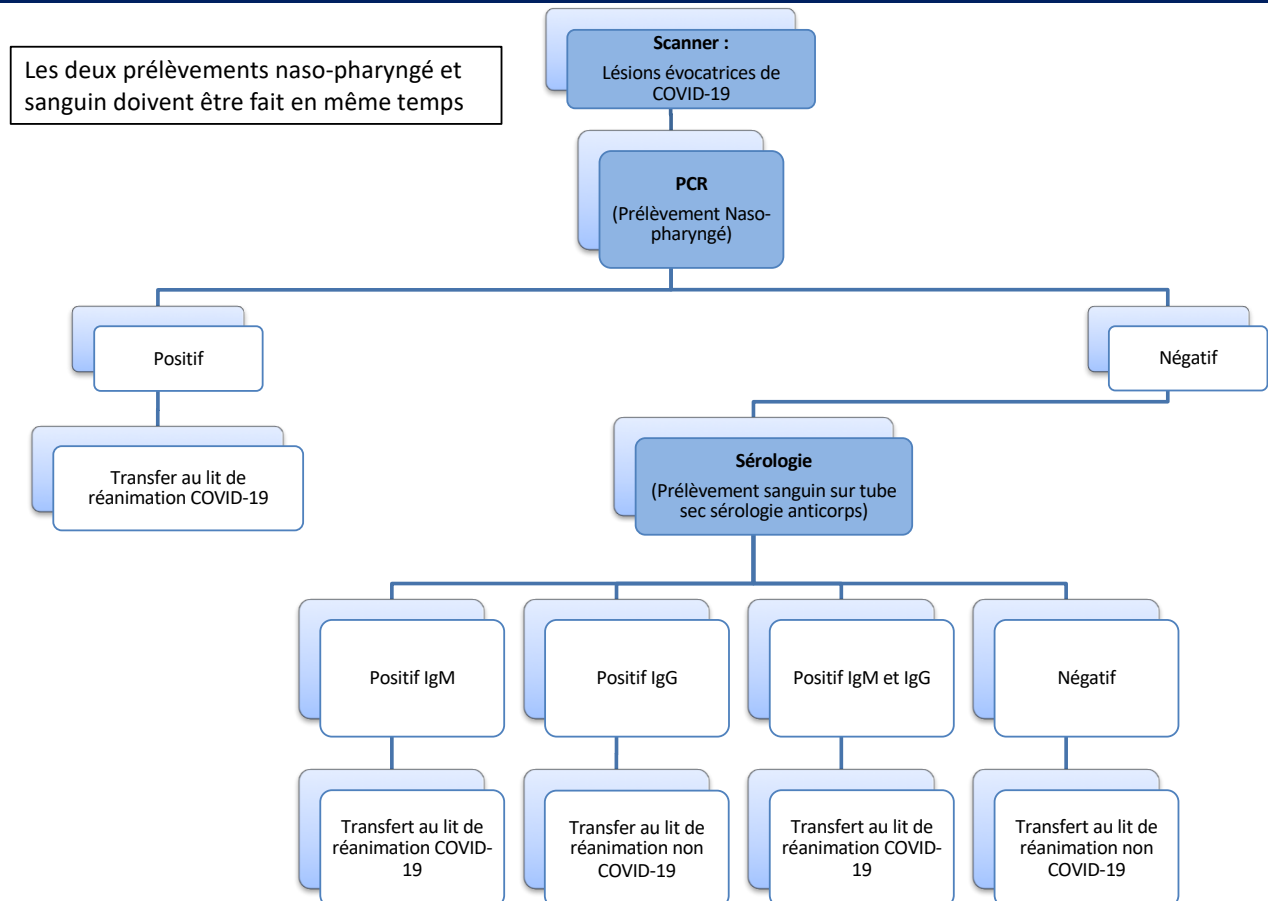 Les deux prélèvements naso-pharyngé et
sanguin doivent être fait en même temps
Scanner :
Lésions évocatrices de
COVID-19
PCR
(Prélèvement Naso-
pharyngé)
Positif
Négatif
Transfer au lit de
réanimation COVID-19
Sérologie
(Prélèvement sanguin sur tube
sec sérologie anticorps)
Positif IgM
Positif IgG
Positif IgM et IgG
Négatif
Transfert au lit de
réanimation COVID-
19
Transfer au lit de
réanimation non
COVID-19
Transfert au lit de
réanimation COVID-
19
Transfert au lit de
réanimation non
COVID-19